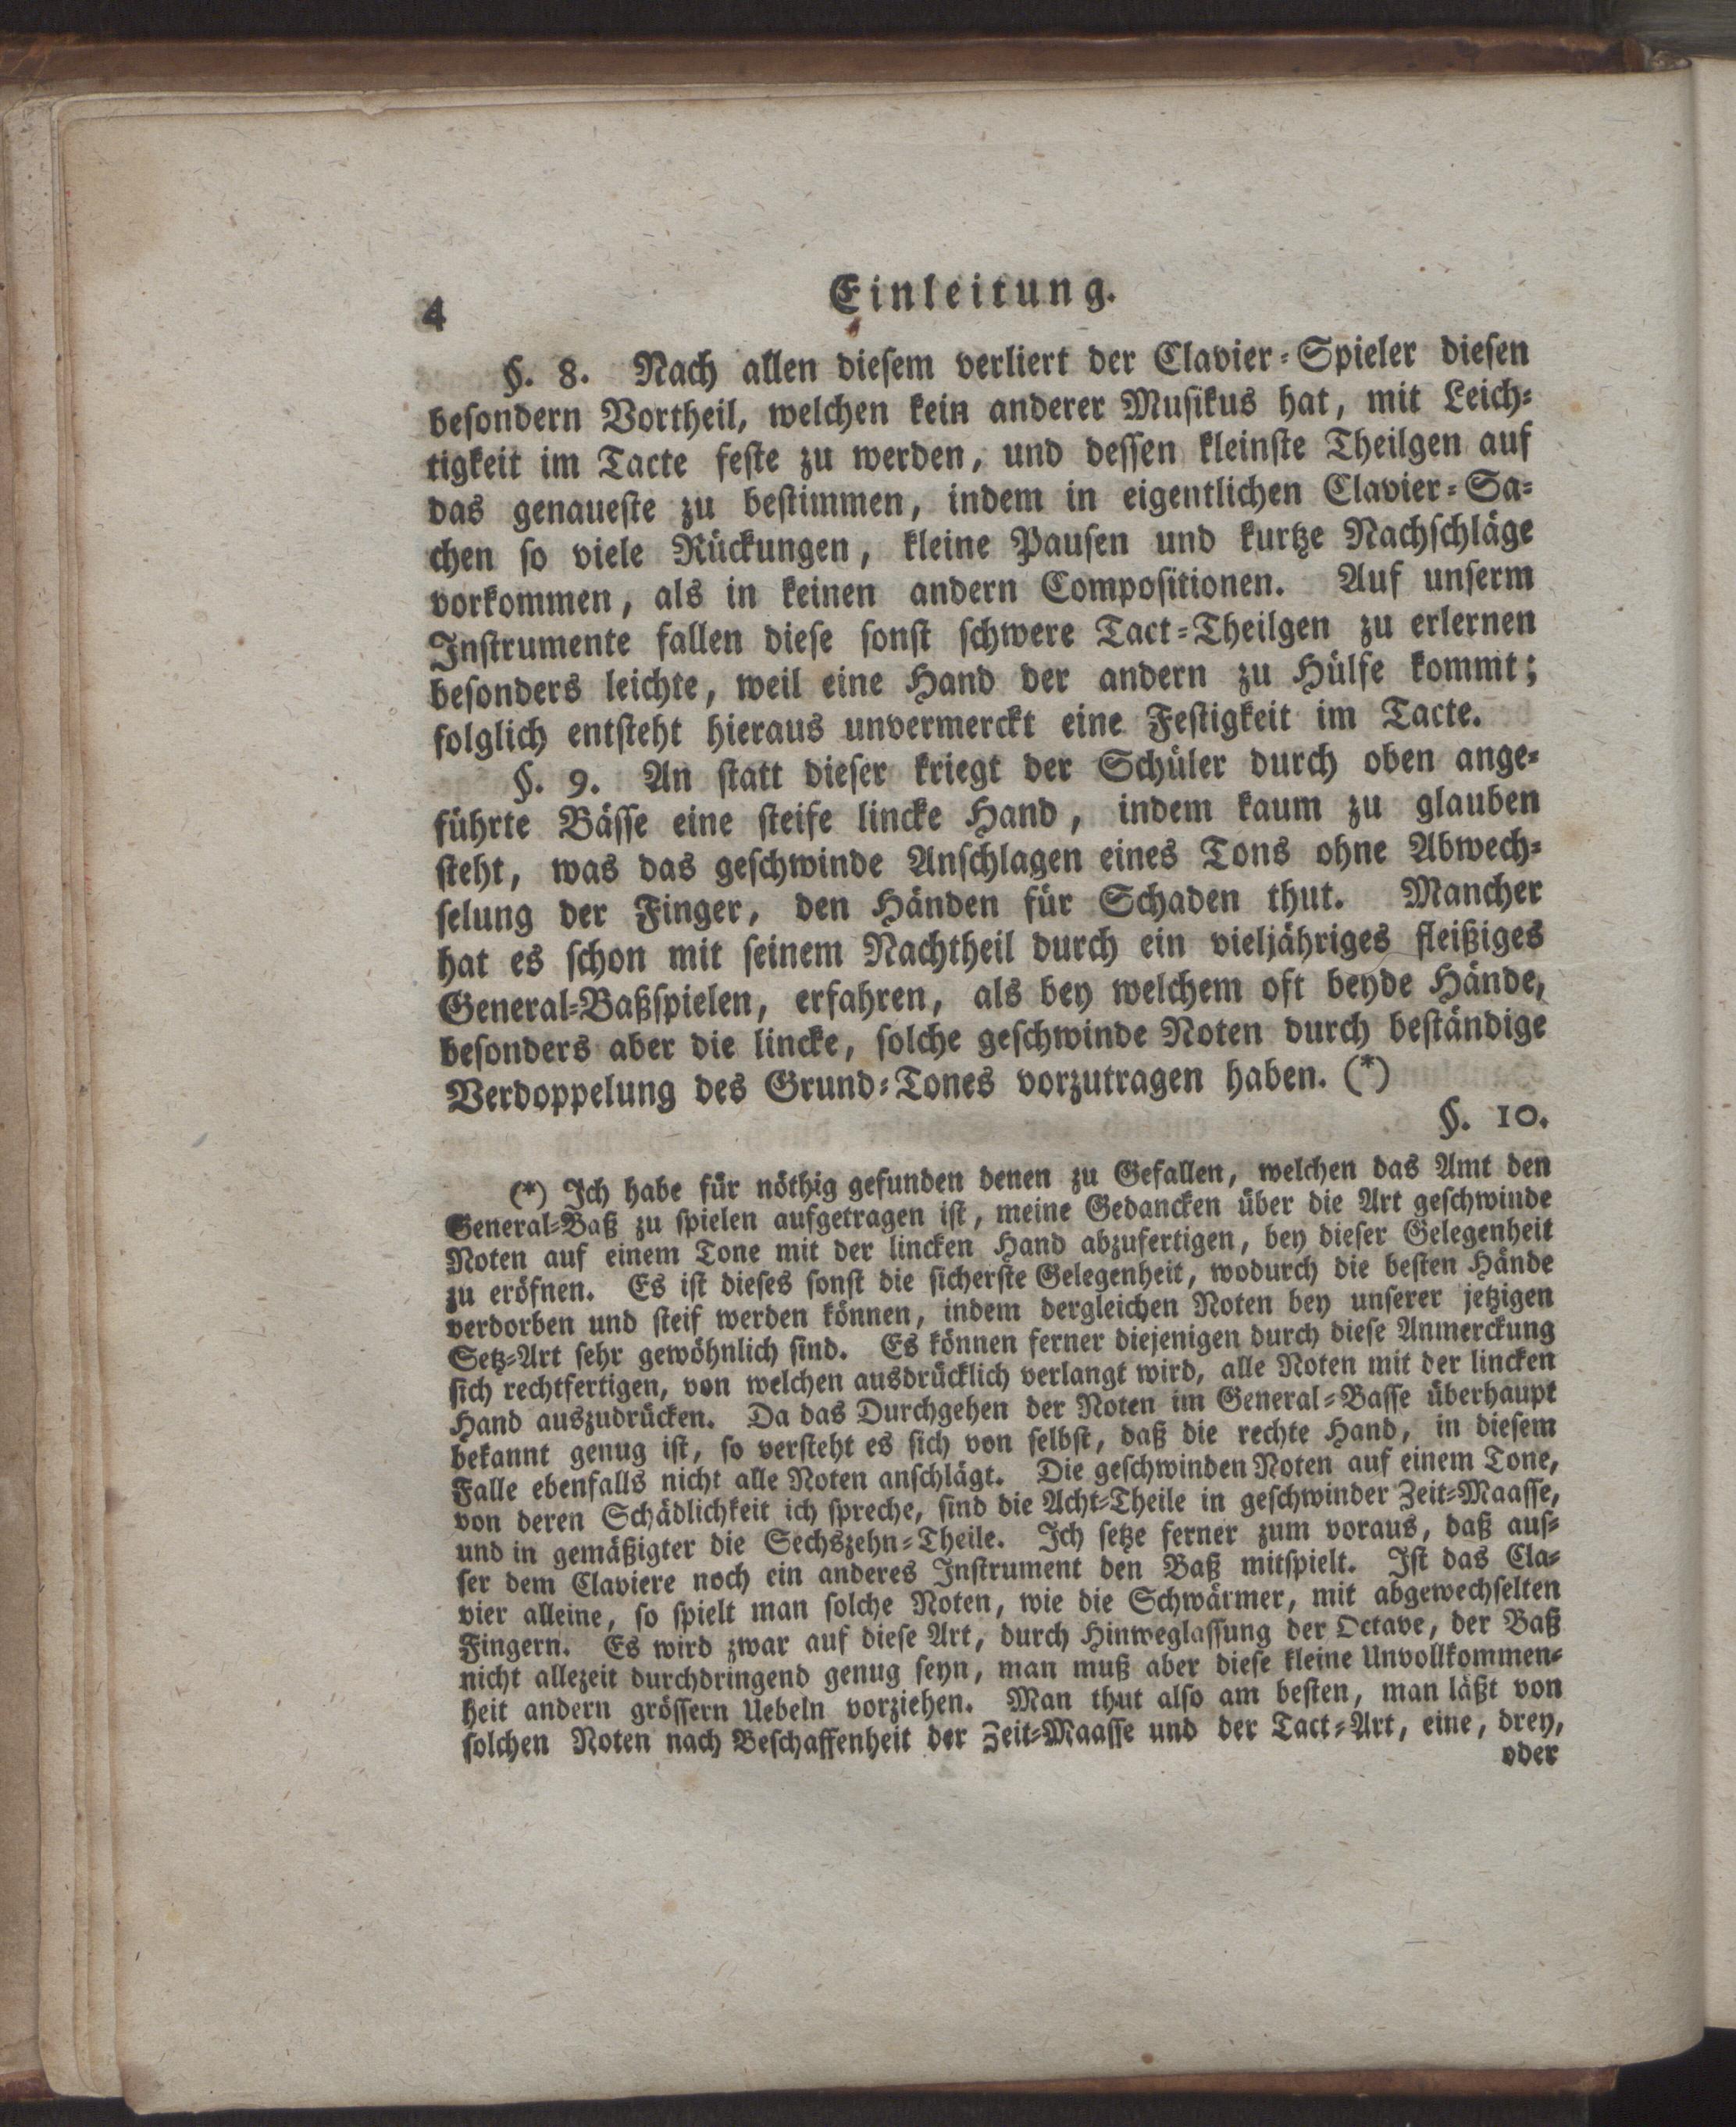 4
Einleitung.
§. 8. Nach allen diesem verliert der Clavier-Spieler diesen
besondern Vortheil, welchen kein anderer Musikus hat, mit Leich-
tigkeit im Tacte feste zu werden, und dessen kleinste Theilgen auf
das genaueste zu bestimmen, indem in eigentlichen Clavier-Sa-
chen so viele Rückungen, kleine Pausen und kurtze Nachschläge
vorkommen, als in keinen andern Compositionen. Auf unserm
Instrumente fallen diese sonst schwere Tact-Theilgen zu erlernen
besonders leichte, weil eine Hand der andern zu Hülfe kommt;
folglich entsteht hieraus unvermerckt eine Festigkeit im Tacte.
§. 9. An statt dieser kriegt der Schüler durch oben ange-
führte Bässe eine steife lincke Hand, indem kaum zu glauben
steht, was das geschwinde Anschlagen eines Tons ohne Abwech-
selung der Finger, den Händen für Schaden thut. Mancher
hat es schon mit seinem Nachtheil durch ein vieljähriges fleißiges
General-Baßspielen, erfahren, als bey welchem oft beyde Hände,
besonders aber die lincke, solche geschwinde Noten durch beständige
Verdoppelung des Grund-Tones vorzutragen haben. (*)
§. 10.
(*) Ich habe für nöthig gefunden denen zu Gefallen, welchen das Amt den
General-Baß zu spielen aufgetragen ist, meine Gedancken über die Art geschwinde
Noten auf einem Tone mit der lincken Hand abzufertigen, bey dieser Gelegenheit
zu eröfnen. Es ist dieses sonst die sicherste Gelegenheit, wodurch die besten Hände
verdorben und steif werden können, indem dergleichen Noten bey unserer jetzigen
Setz-Art sehr gewöhnlich sind. Es können ferner diejenigen durch diese Anmerckung
sich rechtfertigen, von welchen ausdrücklich verlangt wird, alle Noten mit der lincken
Hand auszudrücken. Da das Durchgehen der Noten im General-Basse überhaupt
bekannt genug ist, so versteht es sich von selbst, daß die rechte Hand, in diesem
Falle ebenfalls nicht alle Noten anschlägt. Die geschwinden Noten auf einem Tone,
von deren Schädlichkeit ich spreche, sind die Acht-Theile in geschwinder Zeit-Maasse,
und in gemäßigter die Sechszehn-Theile. Ich setze ferner zum voraus, daß aus-
ser dem Claviere noch ein anderes Instrument den Baß mitspielt. Ist das Cla-
vier alleine, so spielt man solche Noten, wie die Schwärmer, mit abgewechselten
Fingern. Es wird zwar auf diese Art, durch Hinweglassung der Octave, der Baß
nicht allezeit durchdringend genug seyn, man muß aber diese kleine Unvollkommen-
heit andern grössern Uebeln vorziehen. Man thut also am besten, man läßt von
solchen Noten nach Beschaffenheit der Zeit-Maasse und der Tact-Art, eine, drey,
oder